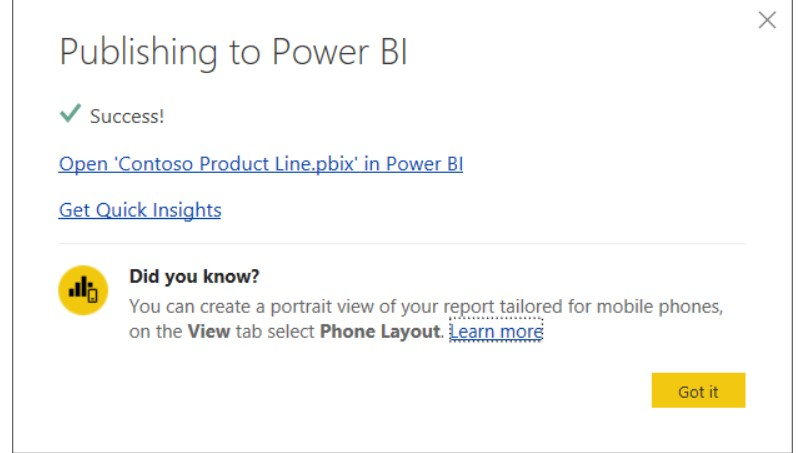 Publishing to Power BI
Success!
Open 'Contoso Product Line.pbix' in Power BI
Get Quick Insights
Did you know?
You can create a portrait view of your report tailored for mobile phones,
on the View tab select Phone Layout. Learn more
Got it